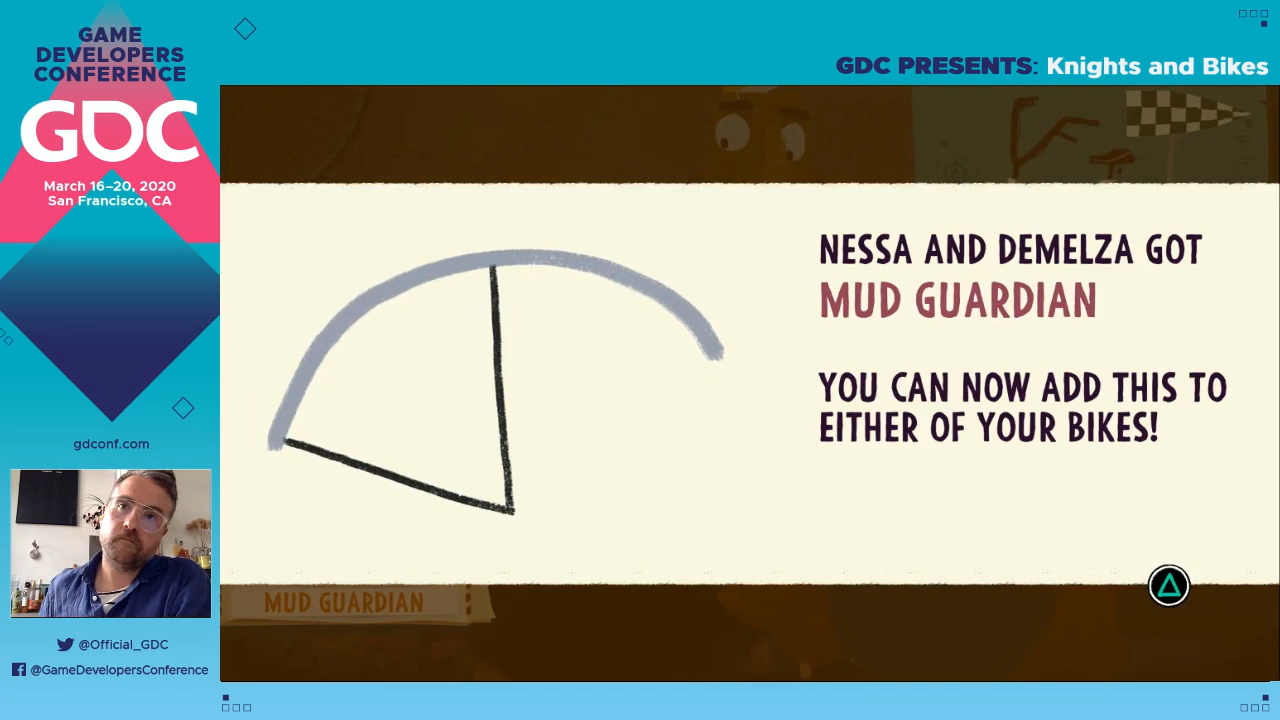 GAME
DEVELOPERS
CONFERENCE
GDC
March 16-20, 2020
San Francisco, CA
gdconf.com
@Official_GDC
@GameDevelopersConference
GDC PRESENTS: Knights and Bikes
NESSA AND DEMELZA GOT
MUD GUARDIAN
YOU CAN NOW ADD THIS TO
EITHER OF YOUR BIKES!
MUD GUARDIAN